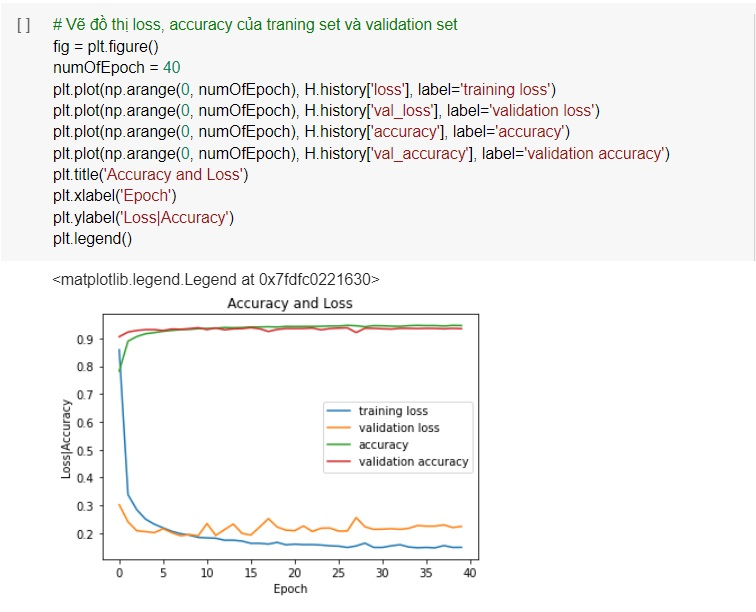 [ ] # Vẽ đồ thị loss, accuracy của traning set và validation set
fig = plt.figure()
numOfEpoch = 40
plt.plot(np.arange(0, numOfEpoch), H.history['loss'], label='training loss')
plt.plot(np.arange(0, numOfEpoch), H.history['val_loss'], label='validation loss')
plt.plot(np.arange(0, numOfEpoch), H.history['accuracy'], label='accuracy')
plt.plot(np.arange(0, numOfEpoch), H.history['val_accuracy'], label='validation accuracy')
plt.title('Accuracy and Loss')
plt.xlabel('Epoch')
plt.ylabel('Loss|Accuracy')
plt.legend()
<matplotlib.legend.Legend at 0x7fdfc0221630>
Accuracy and Loss
Loss|Accuracy
0.9
0.8
0.7
0.6
0.5
0.4
0.3
0.2
training loss
validation loss
accuracy
validation accuracy
0 5 10 15 20 25 30 35 40
Epoch